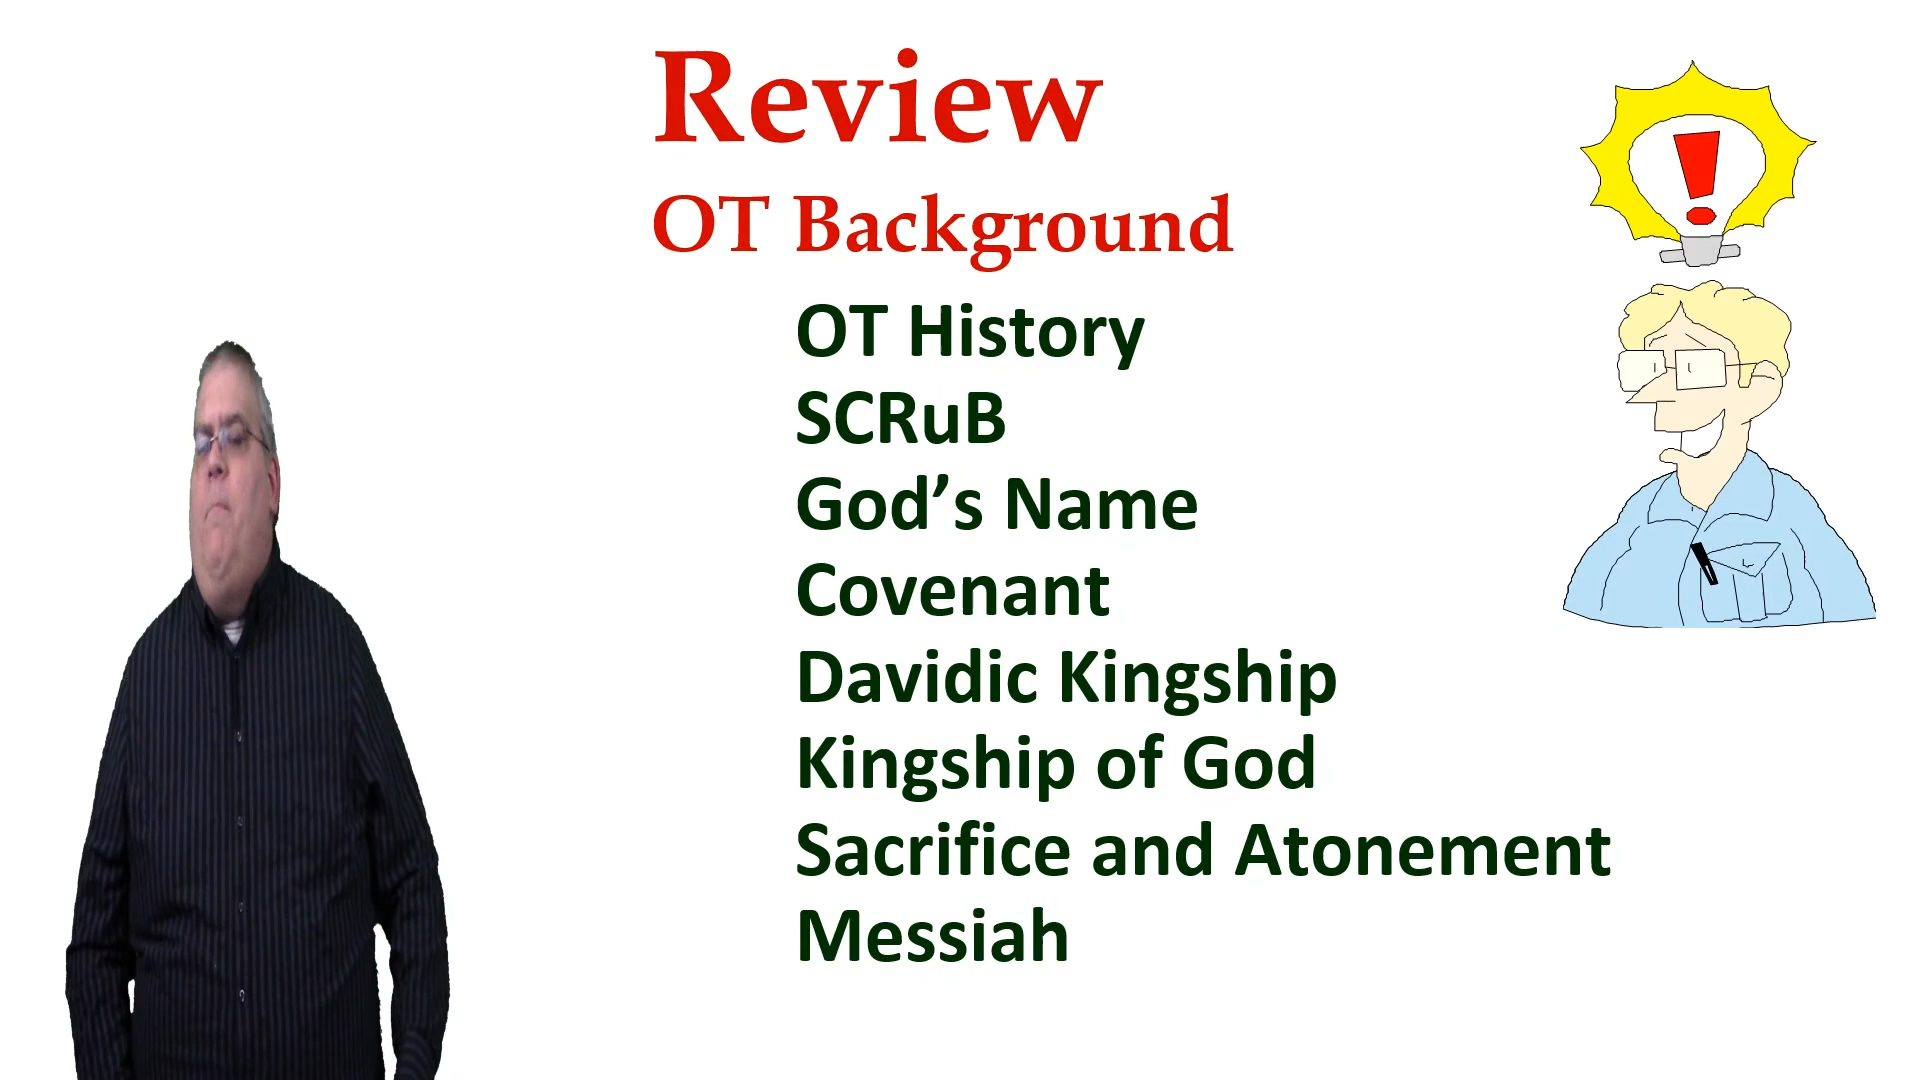 Review
OT Background
OT History
SCRuB
God’s Name
Covenant
Davidic Kingship
Kingship of God
Sacrifice and Atonement
Messiah